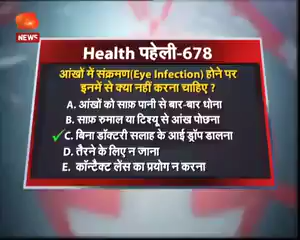 NEWS
Health पहेली-678
आंखों में संक्रमण(Eye Infection) होने पर
इनमें से क्या नहीं करना चाहिए ?
A. आंखों को साफ़ पानी से बार-बार धोना
B. साफ़ रुमाल या टिश्यू से आंख पोछना
C. बिना डॉक्टरी सलाह के आई ड्रॉप डालना
D. तैरने के लिए न जाना
E. कॉन्टैक्ट लेंस का प्रयोग न करना